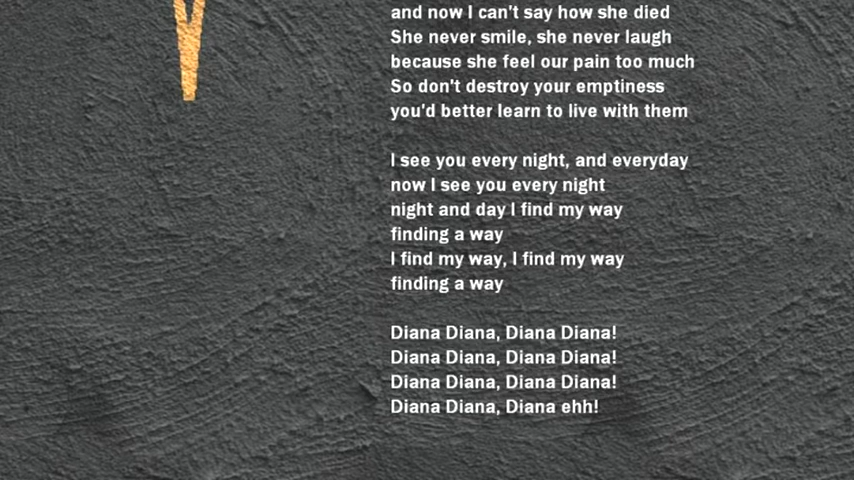 and now I can't say how she died
She never smile, she never laugh
because she feel our pain too much
So don't destroy your emptiness
you'd better learn to live with them
I see you every night, and everyday
now I see you every night
night and day I find my way
finding a way
I find my way, I find my way
finding a way
Diana Diana, Diana Diana!
Diana Diana, Diana Diana!
Diana Diana, Diana Diana!
Diana Diana, Diana ehh!